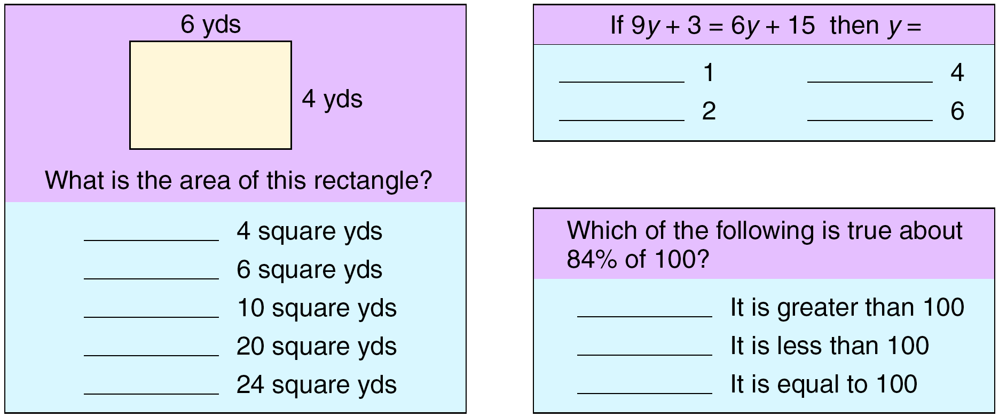 6 yds
4 yds
What is the area of this rectangle?
4 square yds
6 square yds
10 square yds
20 square yds
24 square yds
If 9y + 3 = 6y + 15 then y =
1 4
2 6
Which of the following is true about
84% of 100?
It is greater than 100
It is less than 100
It is equal to 100